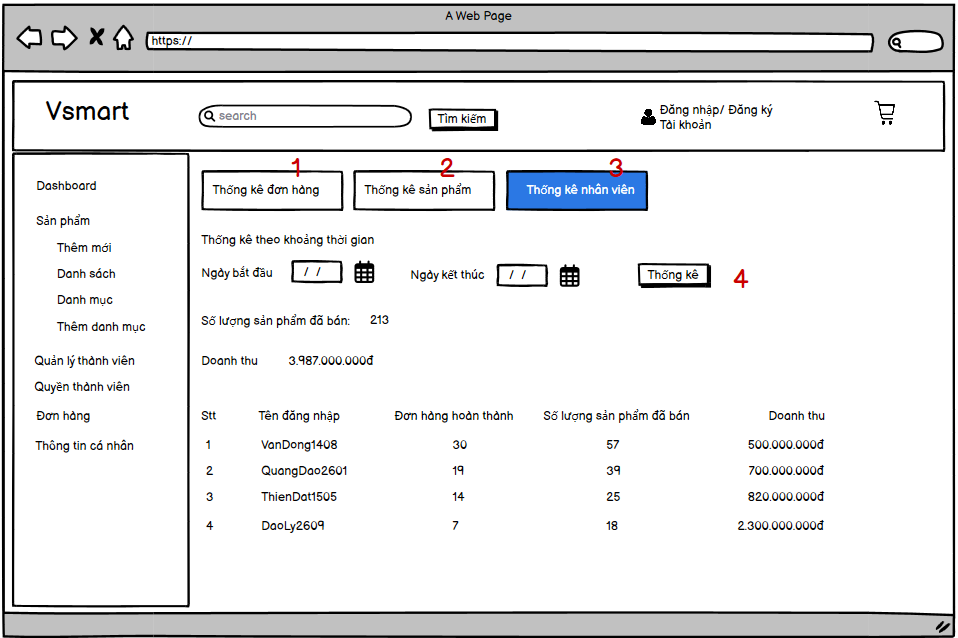 A Web Page
https://
Vsmart
search
Tìm kiếm
Đăng nhập/ Đăng ký
Tài khoản
Dashboard
Sản phẩm
Thêm mới
Danh sách
Danh mục
Thêm danh mục
Quản lý thành viên
Quyền thành viên
Đơn hàng
Thông tin cá nhân
1 2 3
Thống kê đơn hàng Thống kê sản phẩm Thống kê nhân viên
Thống kê theo khoảng thời gian
Ngày bắt đầu / / Ngày kết thúc / / Thống kê 4
Số lượng sản phẩm đã bán: 213
Doanh thu 3.987.000.000đ
Stt Tên đăng nhập Đơn hàng hoàn thành Số lượng sản phẩm đã bán Doanh thu
1 VanDong1408 30 57 500.000.000đ
2 QuangDao2601 19 39 700.000.000đ
3 ThienDat1505 14 25 820.000.000đ
4 DaoLy2609 7 18 2.300.000.000đ